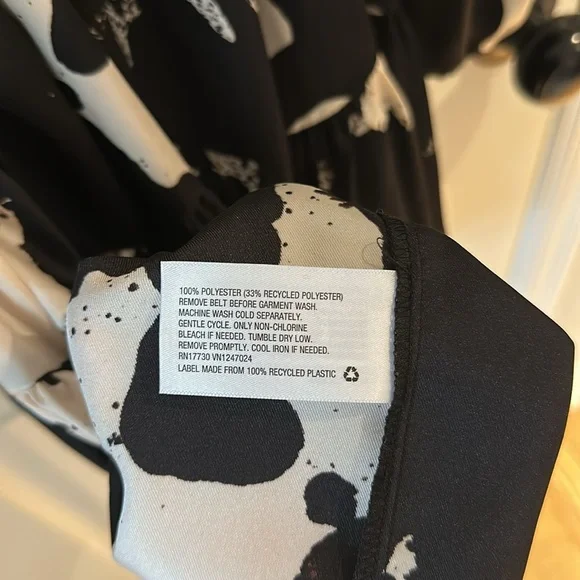 100% POLYESTER (33% RECYCLED POLYESTER)
REMOVE BELT BEFORE GARMENT WASH.
MACHINE WASH COLD SEPARATELY.
GENTLE CYCLE. ONLY NON-CHLORINE
BLEACH IF NEEDED. TUMBLE DRY LOW.
REMOVE PROMPTLY. COOL IRON IF NEEDED.
RN17730 VN1247024
LABEL MADE FROM 100% RECYCLED PLASTIC